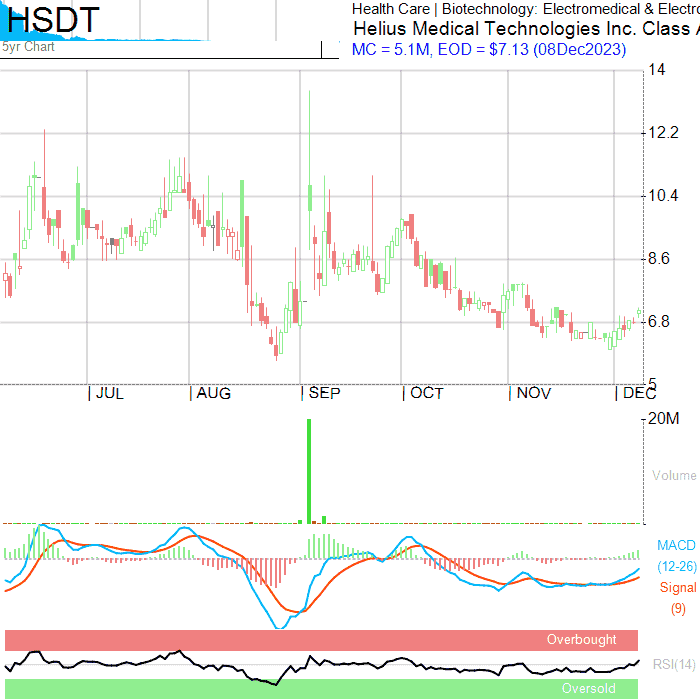 HSDT
5yr Chart
Health Care | Biotechnology: Electromedical & Electro
Helius Medical Technologies Inc. Class A
MC = 5.1M, EOD = $7.13 (08Dec2023)
14
12.2
10.4
8.6
6.8
5
JUL AUG SEP OCT NOV DEC
20M
Volume
MACD
(12-26)
Signal
(9)
Overbought
RSI(14)
Oversold